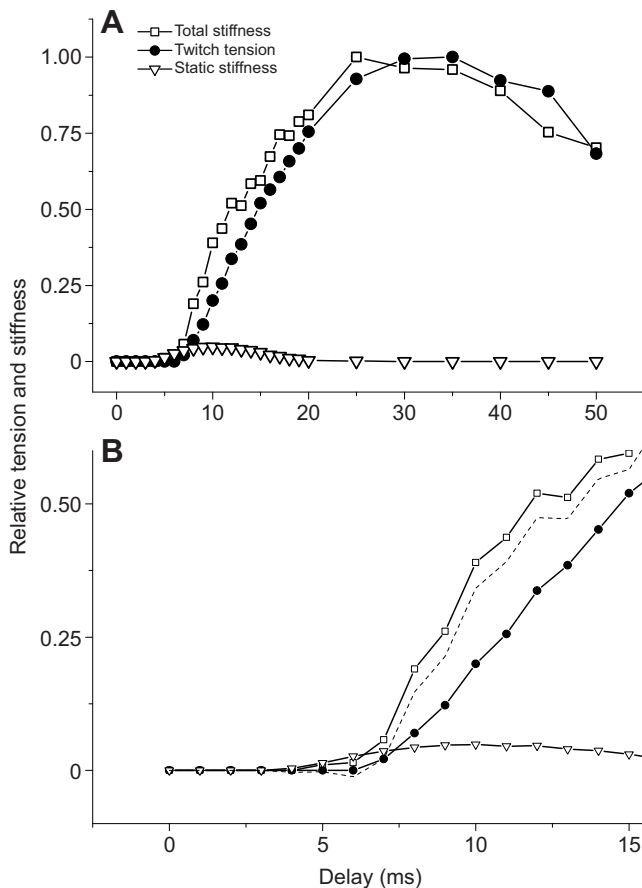 A
Total stiffness
Twitch tension
Static stiffness
1.00
0.75
0.50
0.25
0
0 10 20 30 40 50
Relative tension and stiffness
B
0.50
0.25
0
0 5 10 15
Delay (ms)